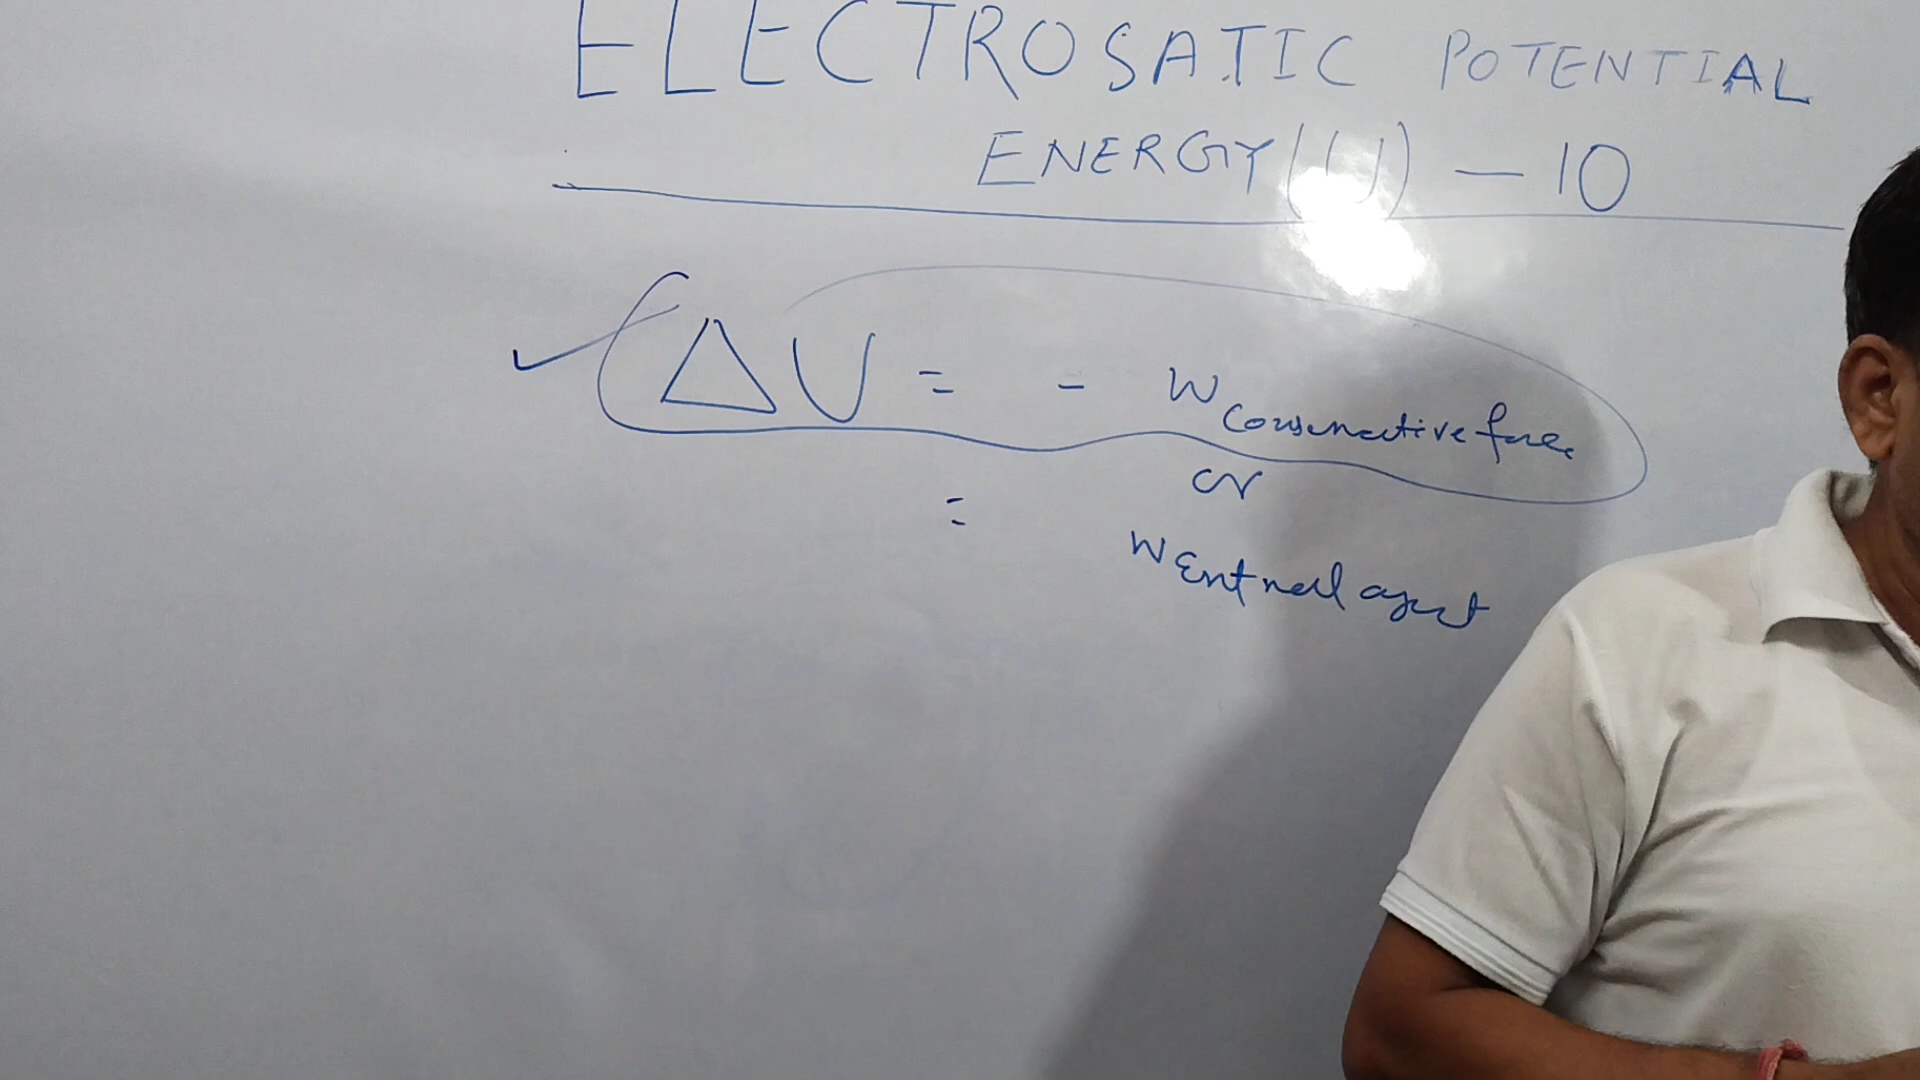 ELECTROSATIC POTENTIAL
ENERGY (U) - 10
ΔU = - W Conservative force
or
= W External agent